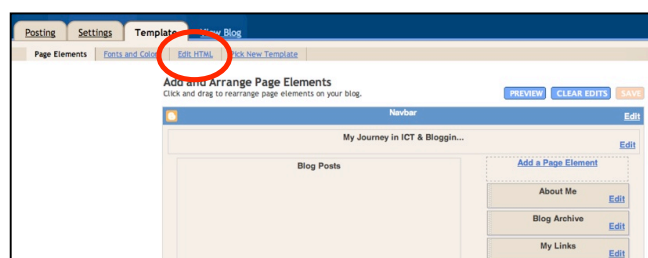 Posting Settings Template View Blog
Page Elements Fonts and Colors Edit HTML Pick New Template
Add and Arrange Page Elements
Click and drag to rearrange page elements on your blog.
PREVIEW CLEAR EDITS SAVE
Navbar Edit
My Journey in ICT & Bloggin...
Edit
Blog Posts
Add a Page Element
About Me
Edit
Blog Archive
Edit
My Links
Edit